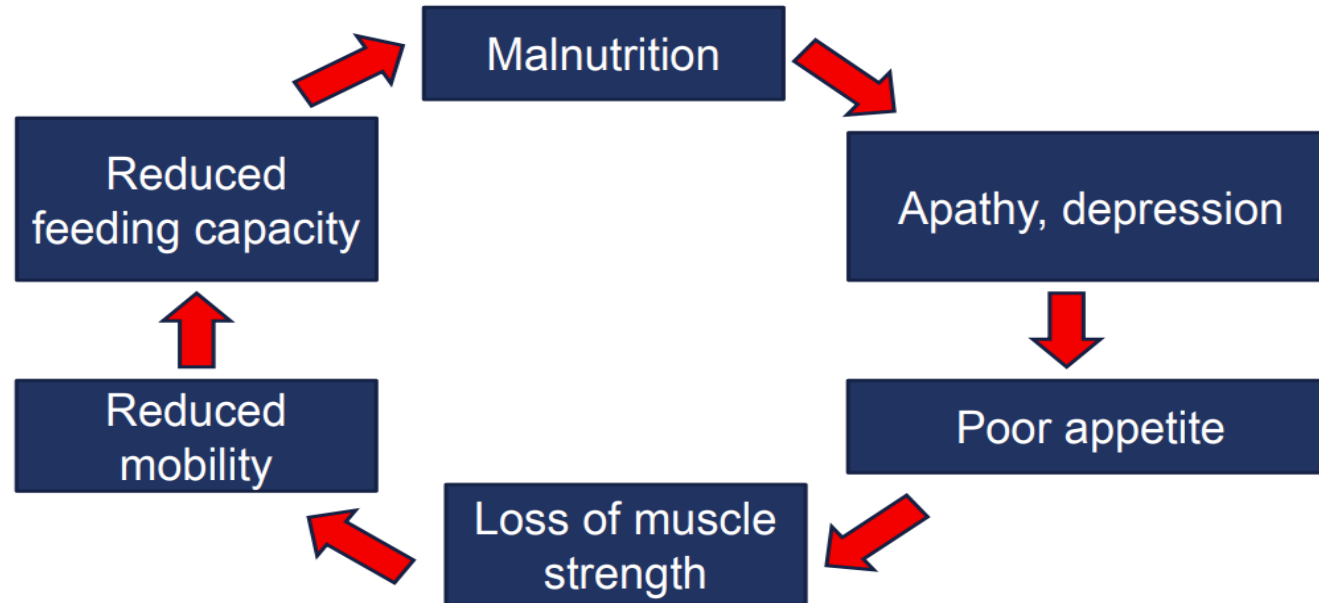 Malnutrition
Apathy, depression
Poor appetite
Loss of muscle
strength
Reduced
mobility
Reduced
feeding capacity